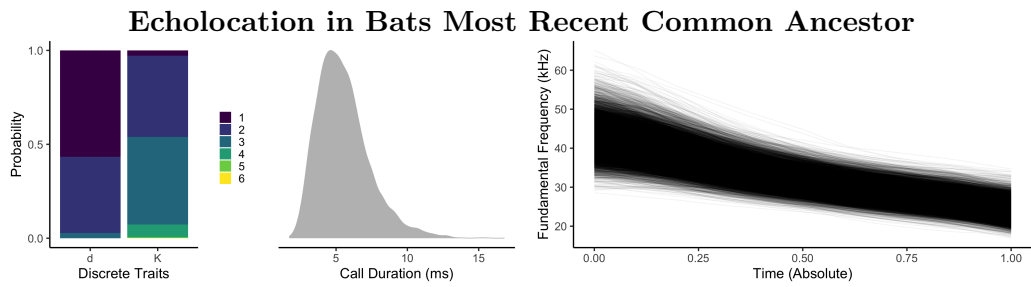 Echolocation in Bats Most Recent Common Ancestor
Probability
1.0
0.5
0.0
d
K
Discrete Traits
1
2
3
4
5
6
5
10
15
Call Duration (ms)
Fundamental Frequency (kHz)
60
50
40
30
20
0.00
0.25
0.50
0.75
1.00
Time (Absolute)